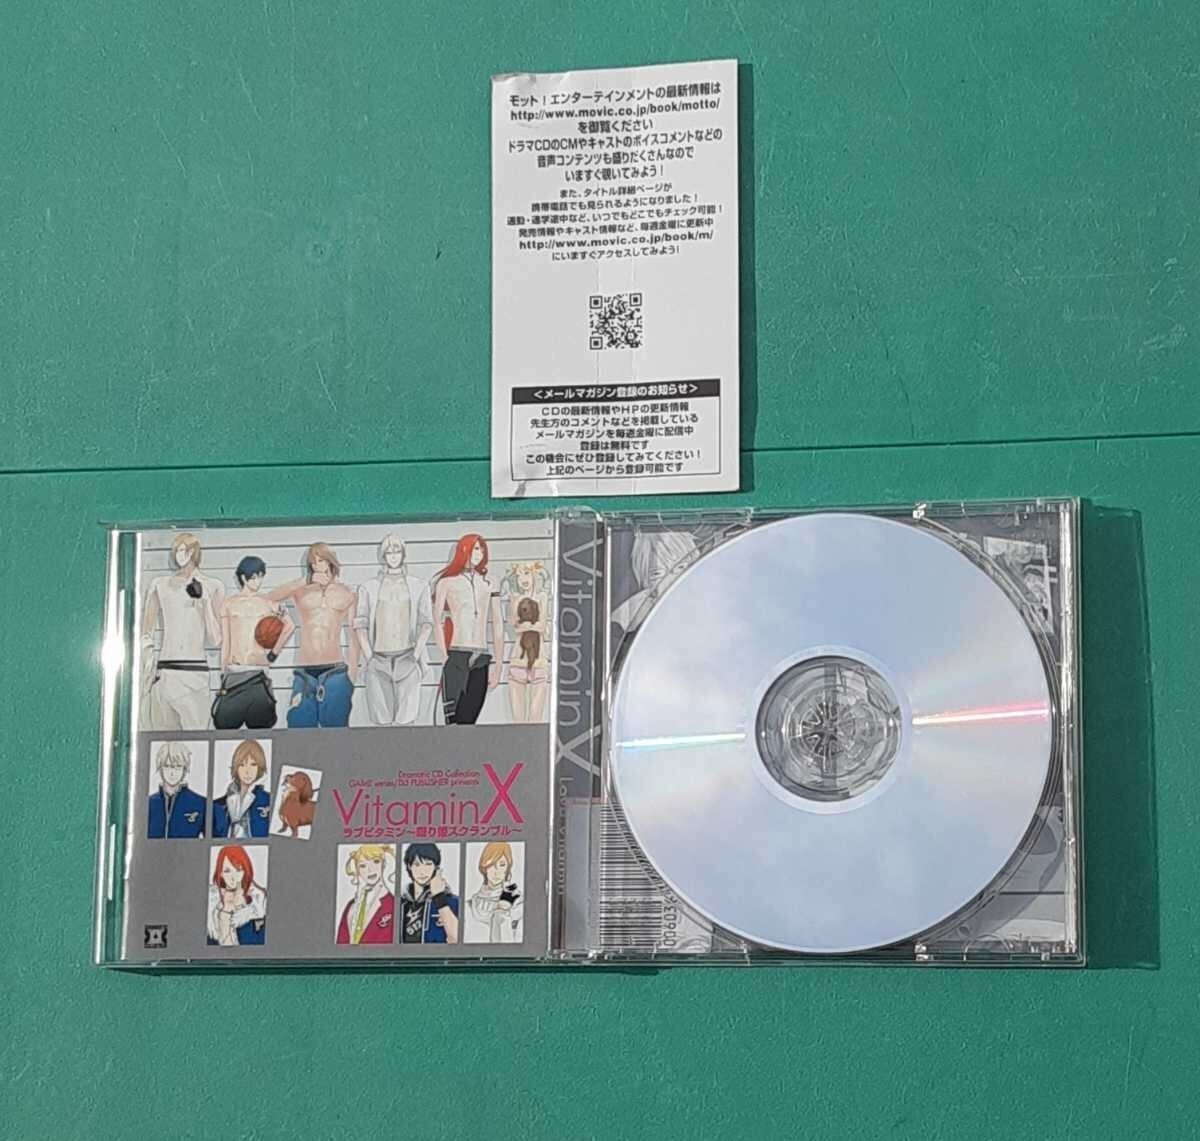 モット!エンターテインメントの最新情報は
http://www.movic.co.jp/book/motto/
を御覧ください
ドラマCDのCMやキャストのボイスコメントなどの
音声コンテンツも盛りだくさんなので
いますぐ覗いてみよう!
また、タイトル詳細ページが
携帯電話でも見られるようになりました!
通勤・通学途中など、いつでもどこでもチェック可能!
発売情報やキャスト情報など、毎週金曜に更新中
http://www.movic.co.jp/book/m/
にいますぐアクセスしてみよう!
<メールマガジン登録のお知らせ>
CDの最新情報やHPの更新情報
先生方のコメントなどを掲載している
メールマガジンを毎週金曜に配信中
登録は無料です
この機会にぜひ登録してみてください!
上記のページから登録可能です
Dramatic CD Collection
GAME series/D3 PUBLISHER presents
VitaminX
ラブビタミン～眠り姫スクランブル～
VitaminX
Love Vitamin